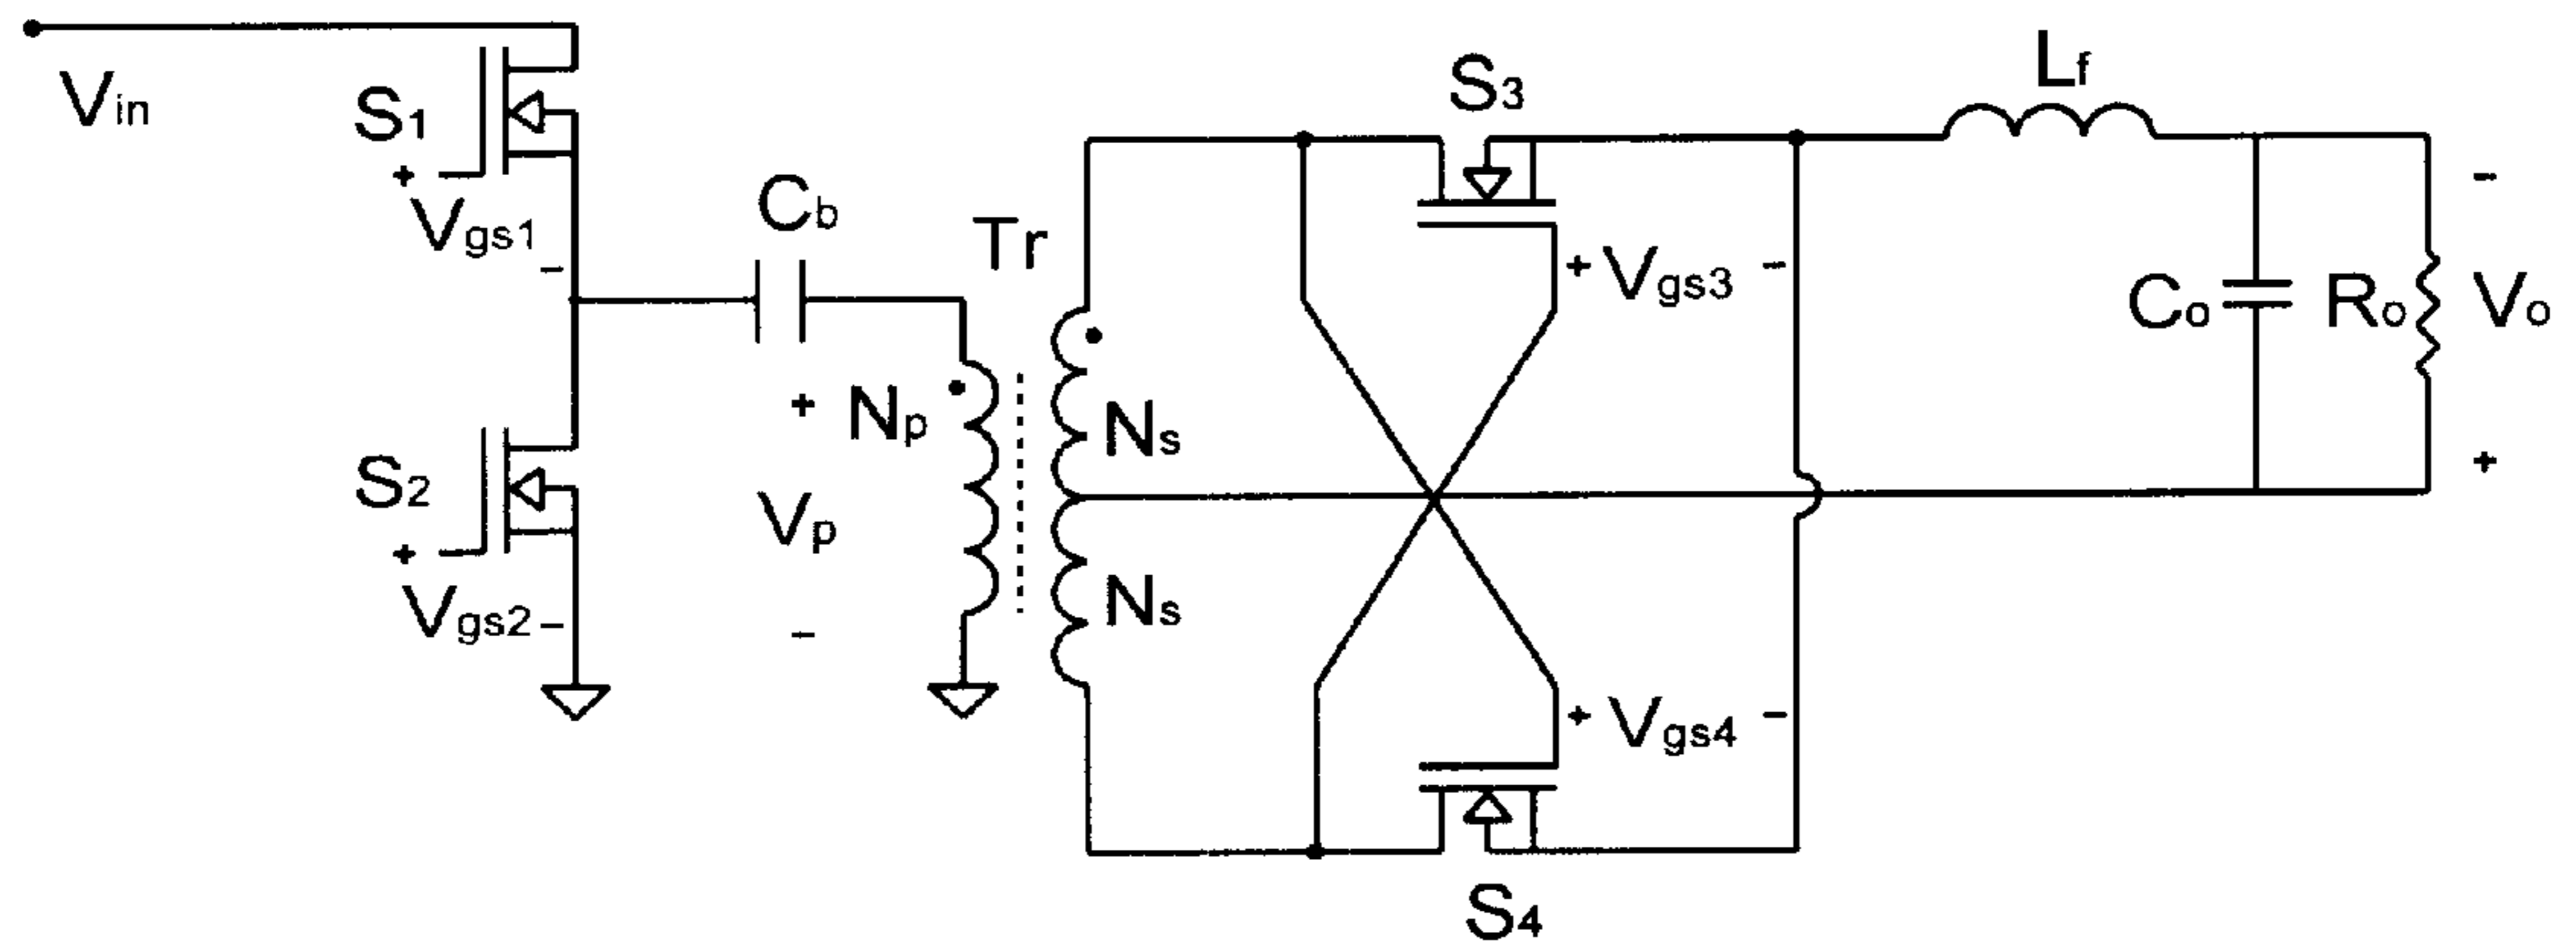 Vin
S1
+
Vgs1
-
S2
+
Vgs2
-
Cb
Tr
+
Vp
-
Np
Ns
Ns
S3
+ Vgs3 -
+ Vgs4 -
S4
Lf
Co
Ro
-
Vo
+